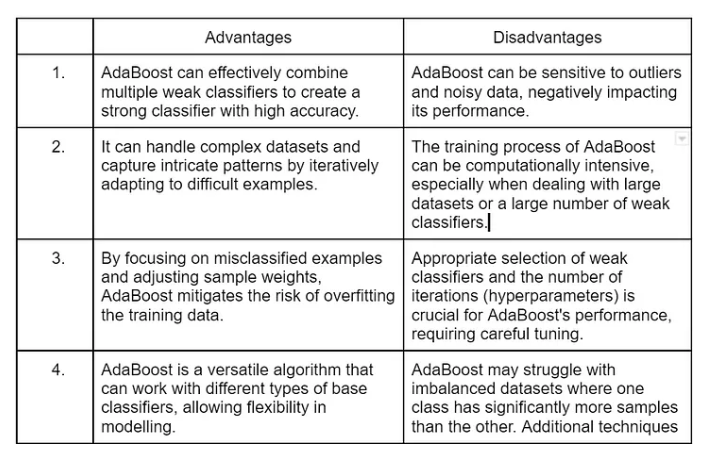 Advantages
Disadvantages
1.
AdaBoost can effectively combine
multiple weak classifiers to create a
strong classifier with high accuracy.
AdaBoost can be sensitive to outliers
and noisy data, negatively impacting
its performance.
2.
It can handle complex datasets and
capture intricate patterns by iteratively
adapting to difficult examples.
The training process of AdaBoost
can be computationally intensive,
especially when dealing with large
datasets or a large number of weak
classifiers.
3.
By focusing on misclassified examples
and adjusting sample weights,
AdaBoost mitigates the risk of overfitting
the training data.
Appropriate selection of weak
classifiers and the number of
iterations (hyperparameters) is
crucial for AdaBoost's performance,
requiring careful tuning.
4.
AdaBoost is a versatile algorithm that
can work with different types of base
classifiers, allowing flexibility in
modelling.
AdaBoost may struggle with
imbalanced datasets where one
class has significantly more samples
than the other. Additional techniques